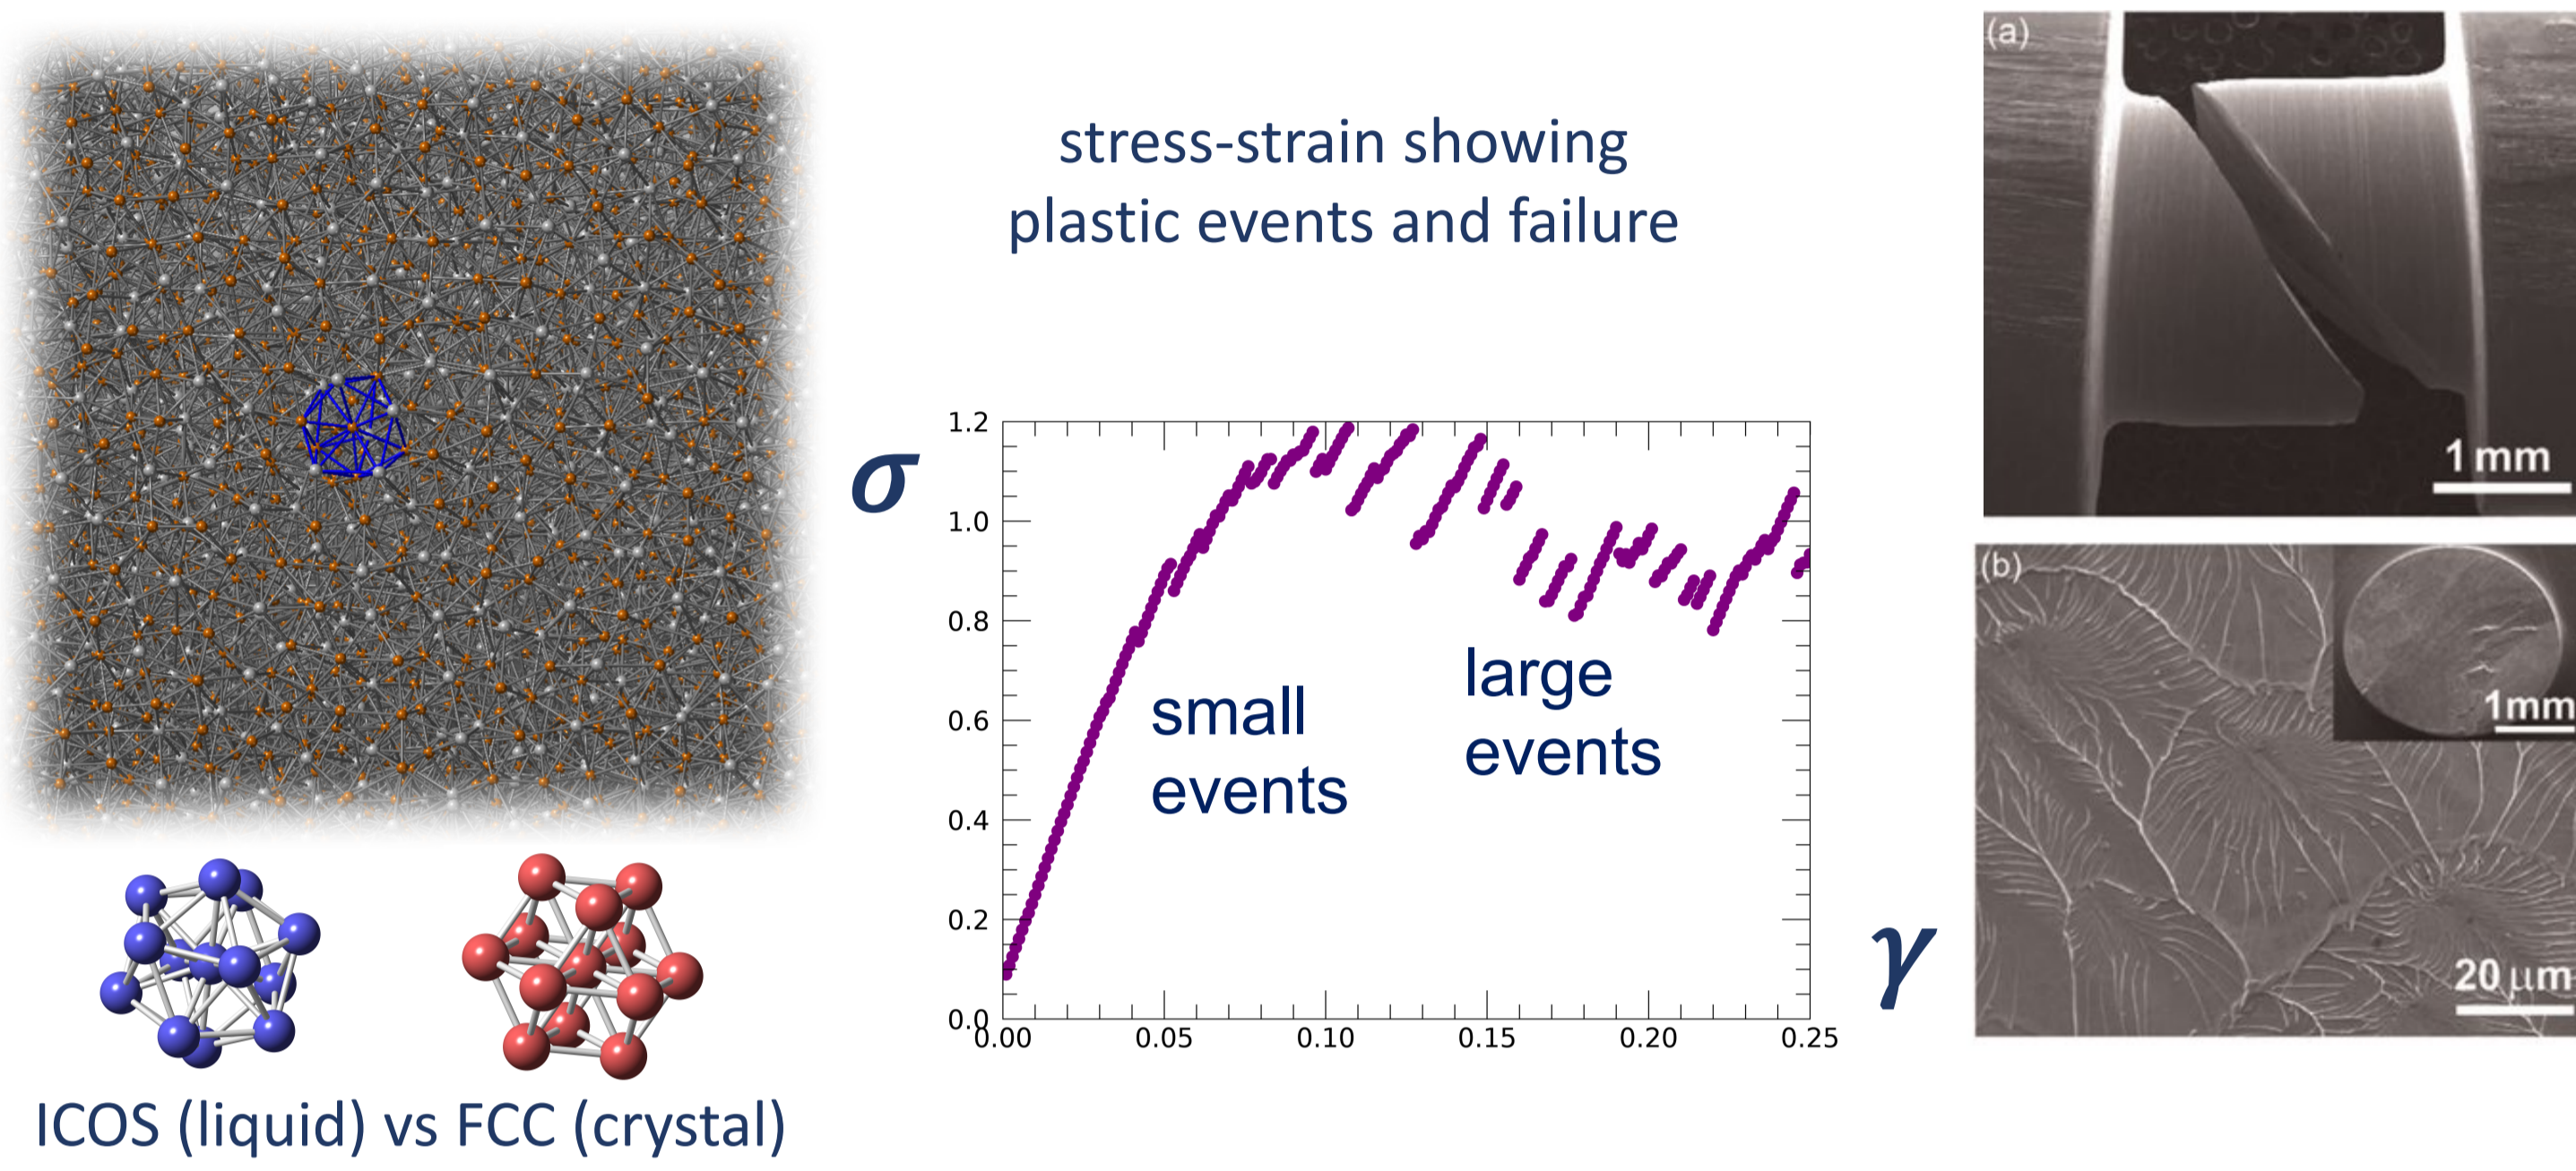 stress-strain showing
plastic events and failure
σ
1.2
1.0
0.8
0.6
0.4
0.2
0.0
0.00
0.05
0.10
0.15
0.20
0.25
γ
small
events
large
events
ICOS (liquid) vs FCC (crystal)
(a)
1 mm
(b)
1mm
20 μm